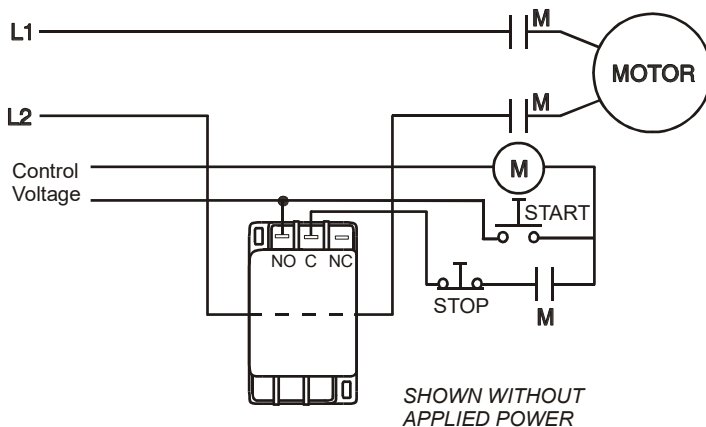 L1
M
MOTOR
L2
M
Control
Voltage
M
START
NO C NC
STOP
M
SHOWN WITHOUT
APPLIED POWER